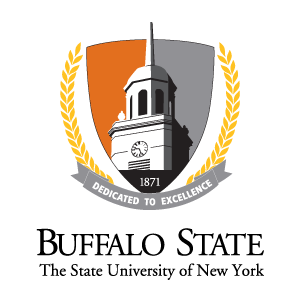 1871
DEDICATED TO EXCELLENCE
BUFFALO STATE
The State University of New York